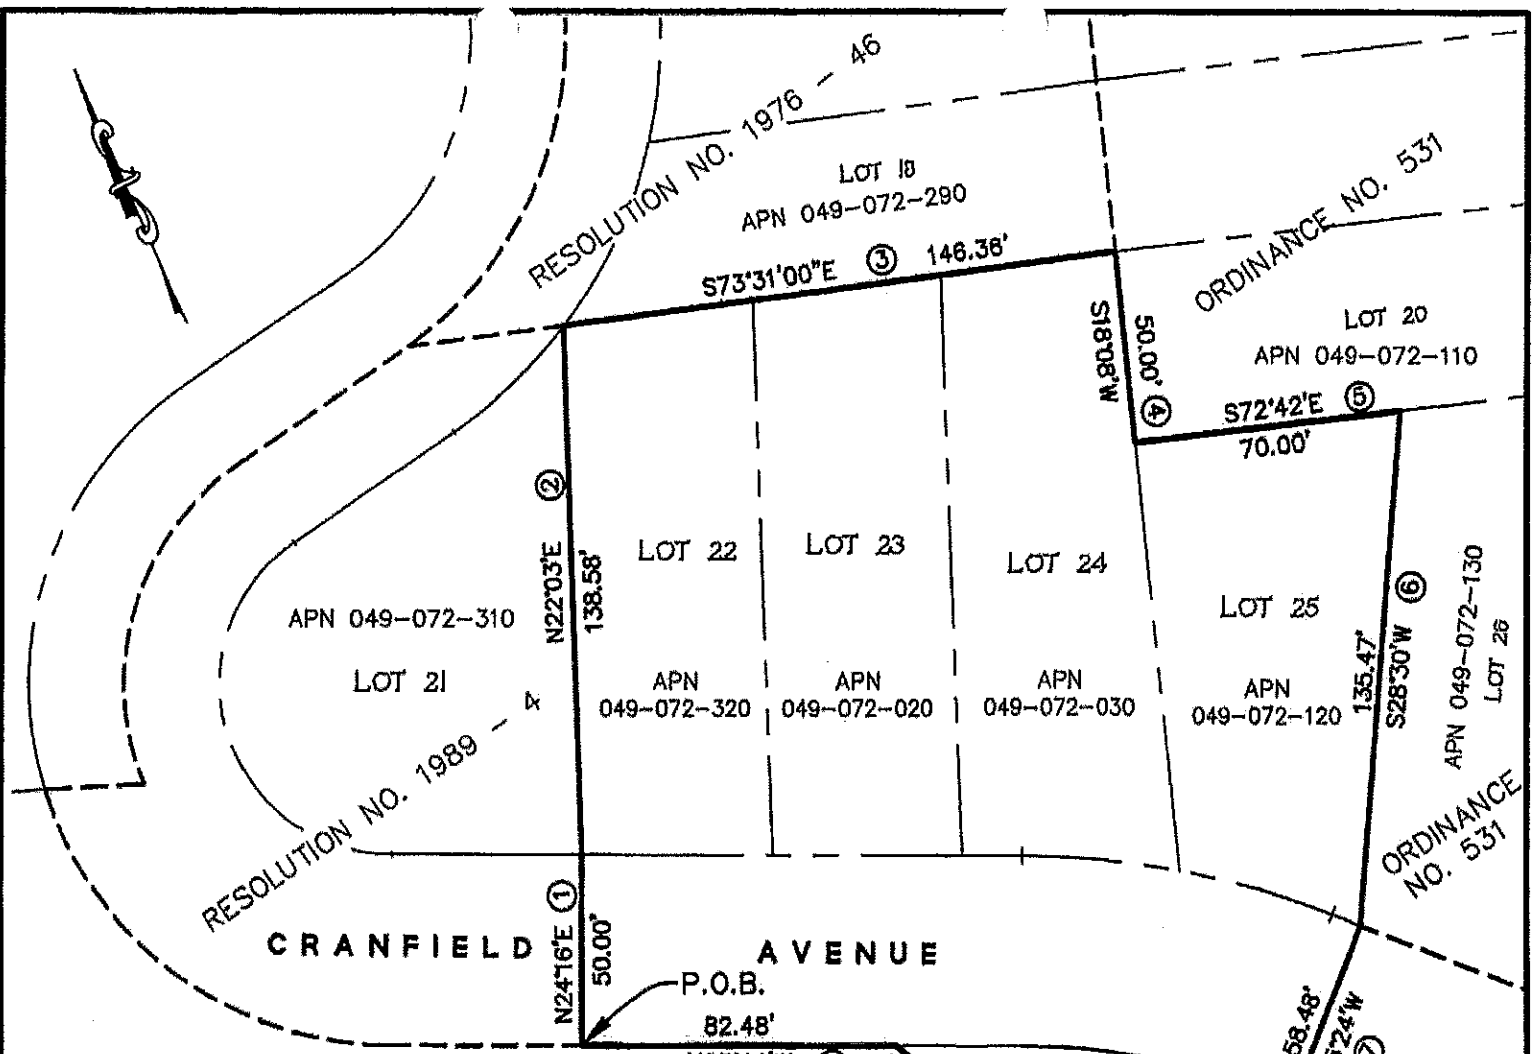 RESOLUTION NO. 1976 - 46
LOT 18
APN 049-072-290
ORDINANCE NO. 531
S73°31'00"E ③ 146.36'
S18°08'W
50.00' ④
LOT 20
APN 049-072-110
S72°42'E ⑤
70.00'
②
N22°03'E
138.58'
LOT 22
LOT 23
LOT 24
LOT 25
APN 049-072-310
LOT 21
APN
049-072-320
APN
049-072-020
APN
049-072-030
APN
049-072-120
135.47'
S28°30'W ⑥
APN 049-072-130
LOT 26
RESOLUTION NO. 1989 - 4
ORDINANCE
NO. 531
N24°16'E ①
50.00'
CRANFIELD AVENUE
P.O.B.
82.48'
58.48'
24'W ⑦